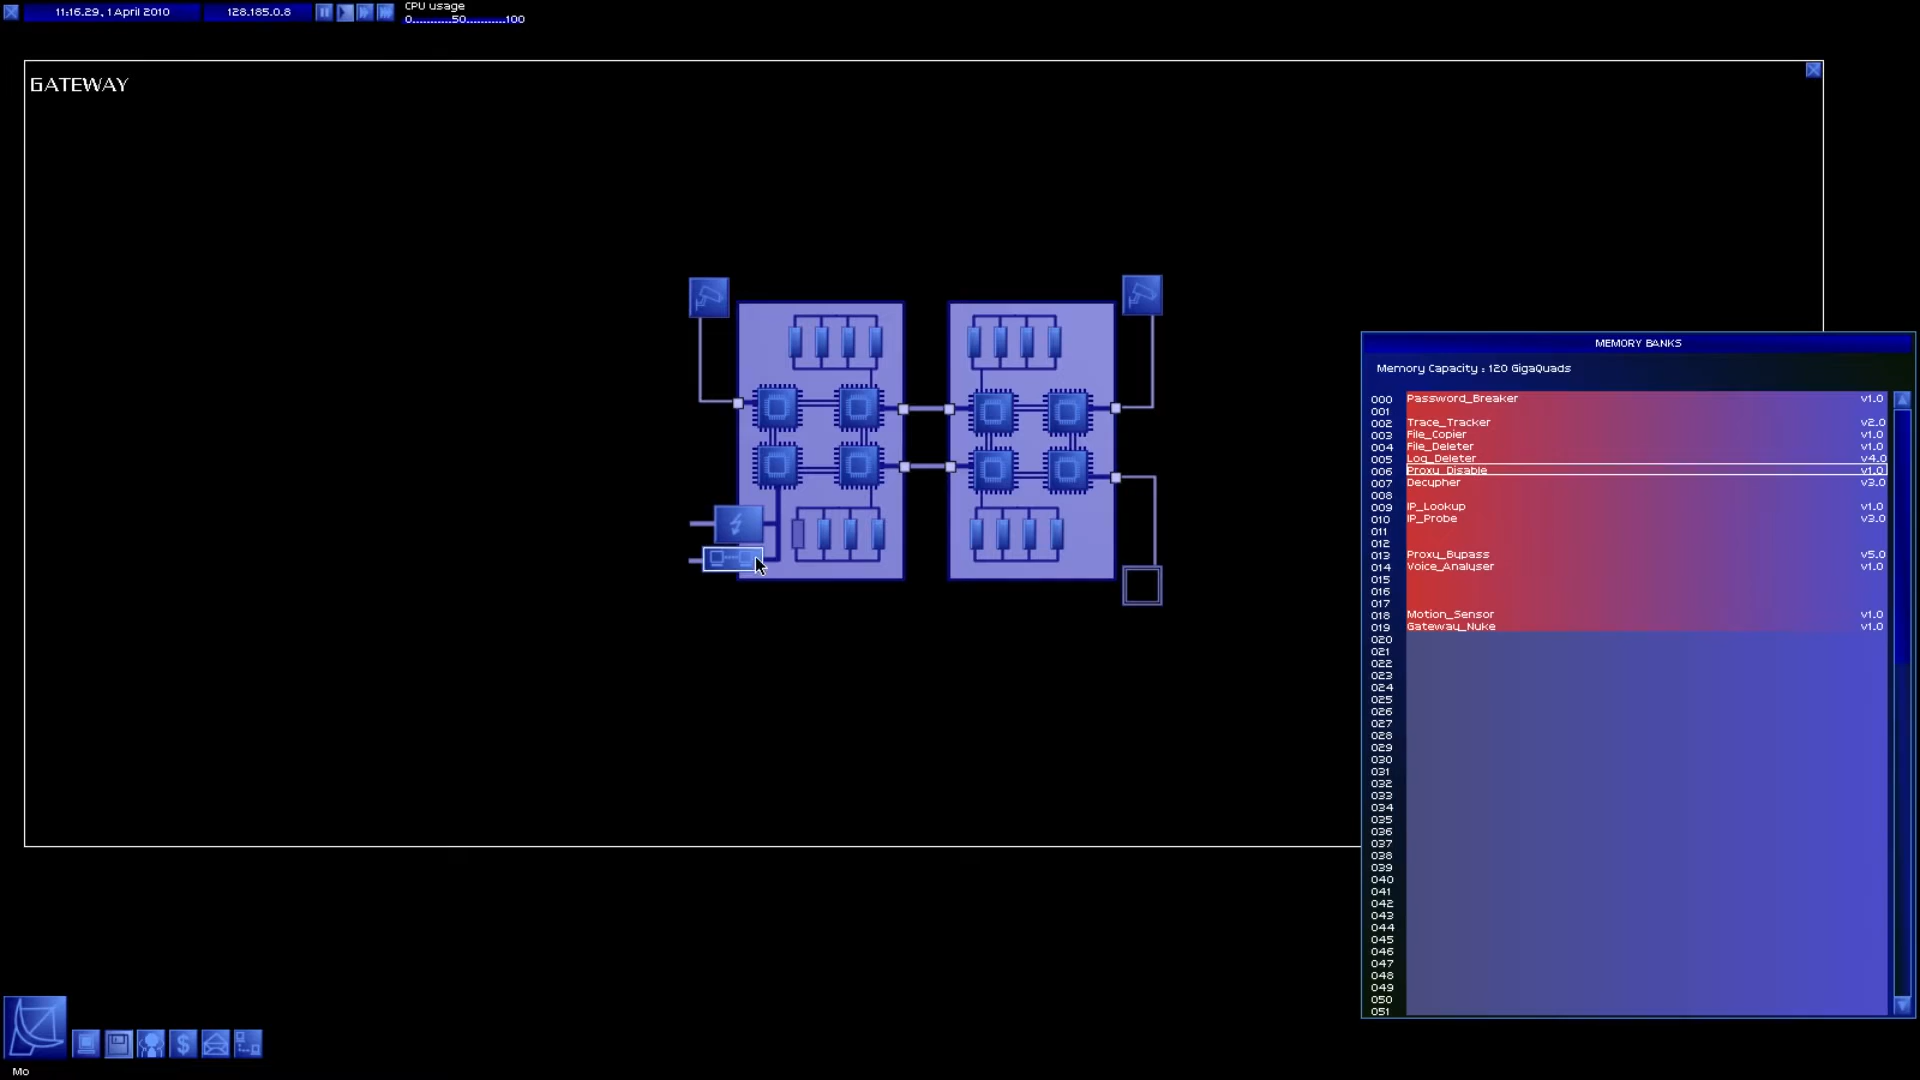 11:16.29, 1 April 2010
128.185.0.8
CPU usage
0............50...........100
GATEWAY
MEMORY BANKS
Memory Capacity : 120 GigaQuads
000 Password_Breaker v1.0
001
002 Trace_Tracker v2.0
003 File_Copier v1.0
004 File_Deleter v1.0
005 Log_Deleter v4.0
006 Proxy_Disable v1.0
007 Decypher v3.0
008
009 IP_Lookup v1.0
010 IP_Probe v3.0
011
012
013 Proxy_Bypass v5.0
014 Voice_Analyser v1.0
015
016
017
018 Motion_Sensor v1.0
019 Gateway_Nuke v1.0
020
021
022
023
024
025
026
027
028
029
030
031
032
033
034
035
036
037
038
039
040
041
042
043
044
045
046
047
048
049
050
051
$
Mo